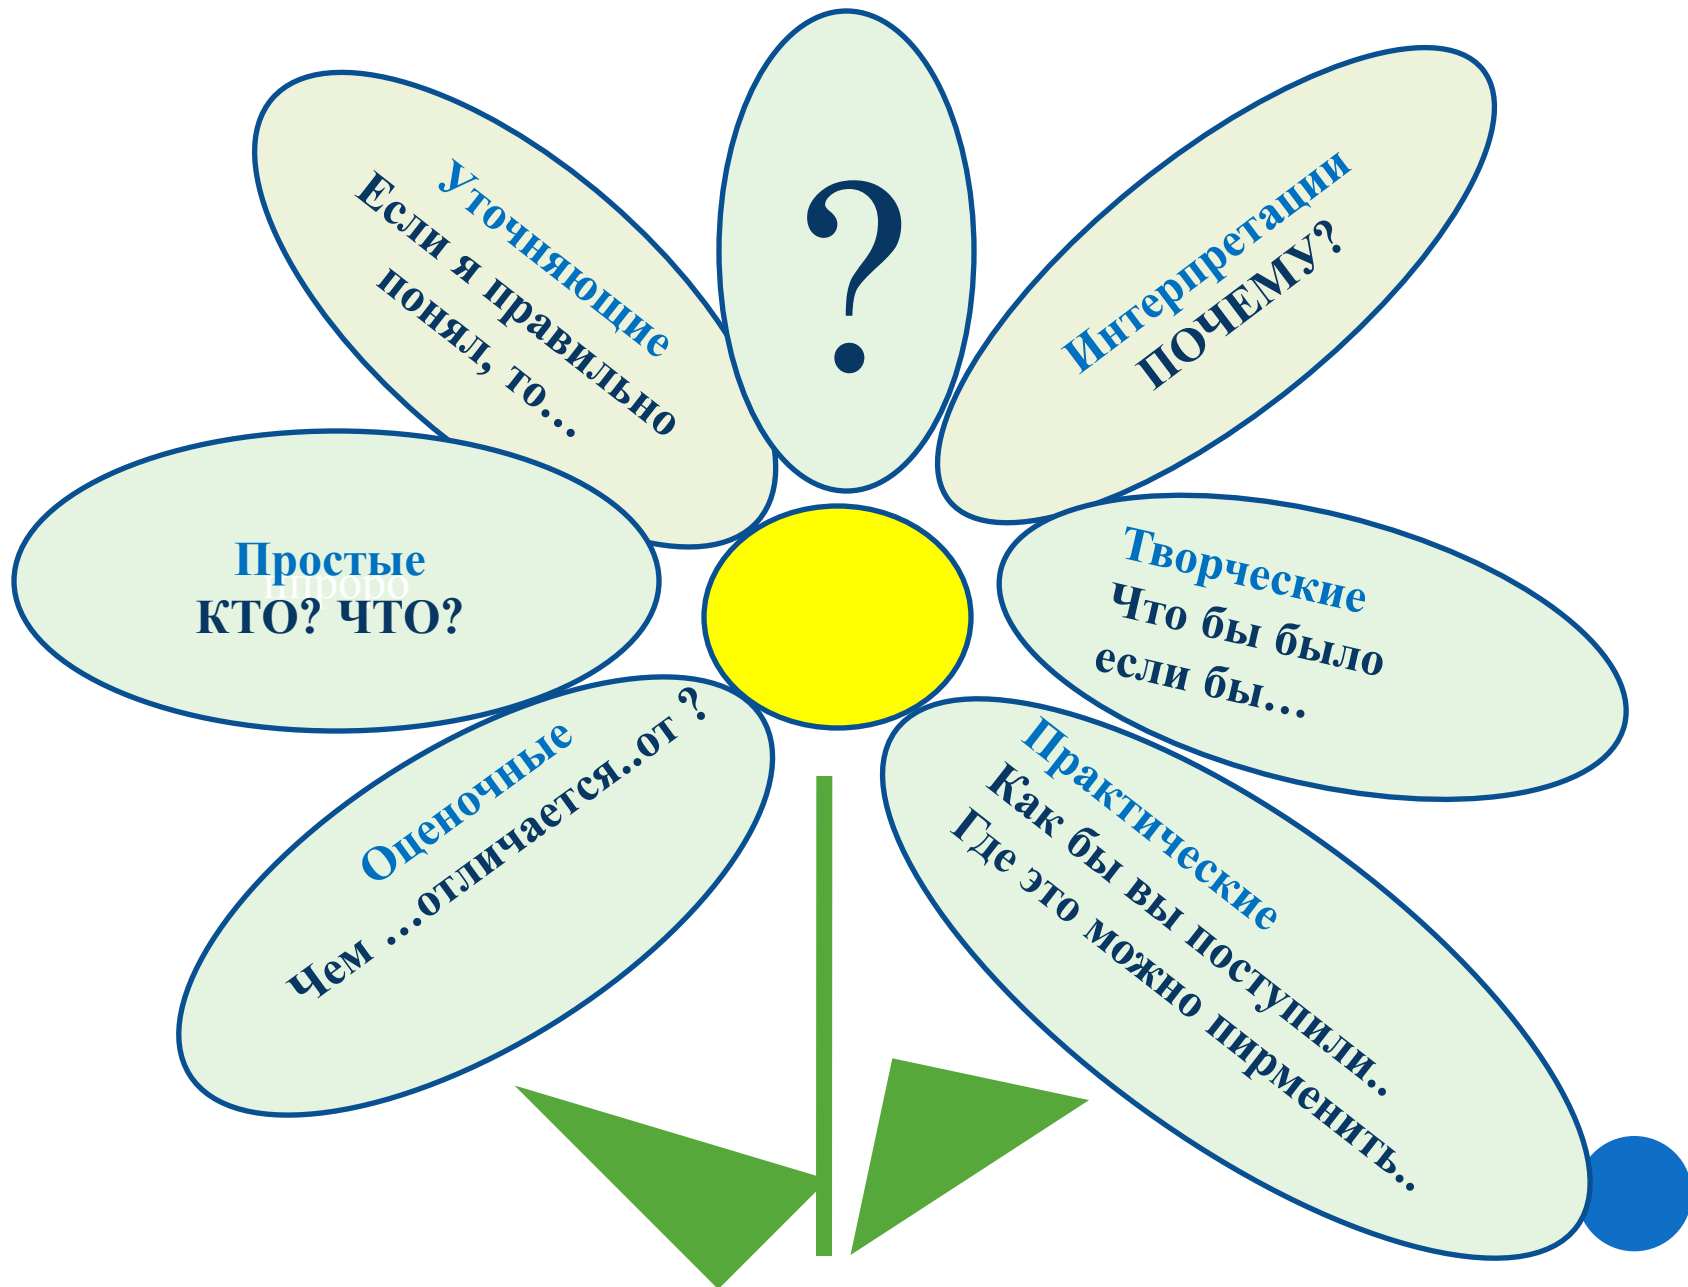 ?
Уточняющие
Если я правильно
понял, то…
Интерпретации
ПОЧЕМУ?
Простые
КТО? ЧТО?
Творческие
Что бы было
если бы…
Оценочные
Чем …отличается..от ?
Практические
Как бы вы поступили..
Где это можно пирменить..